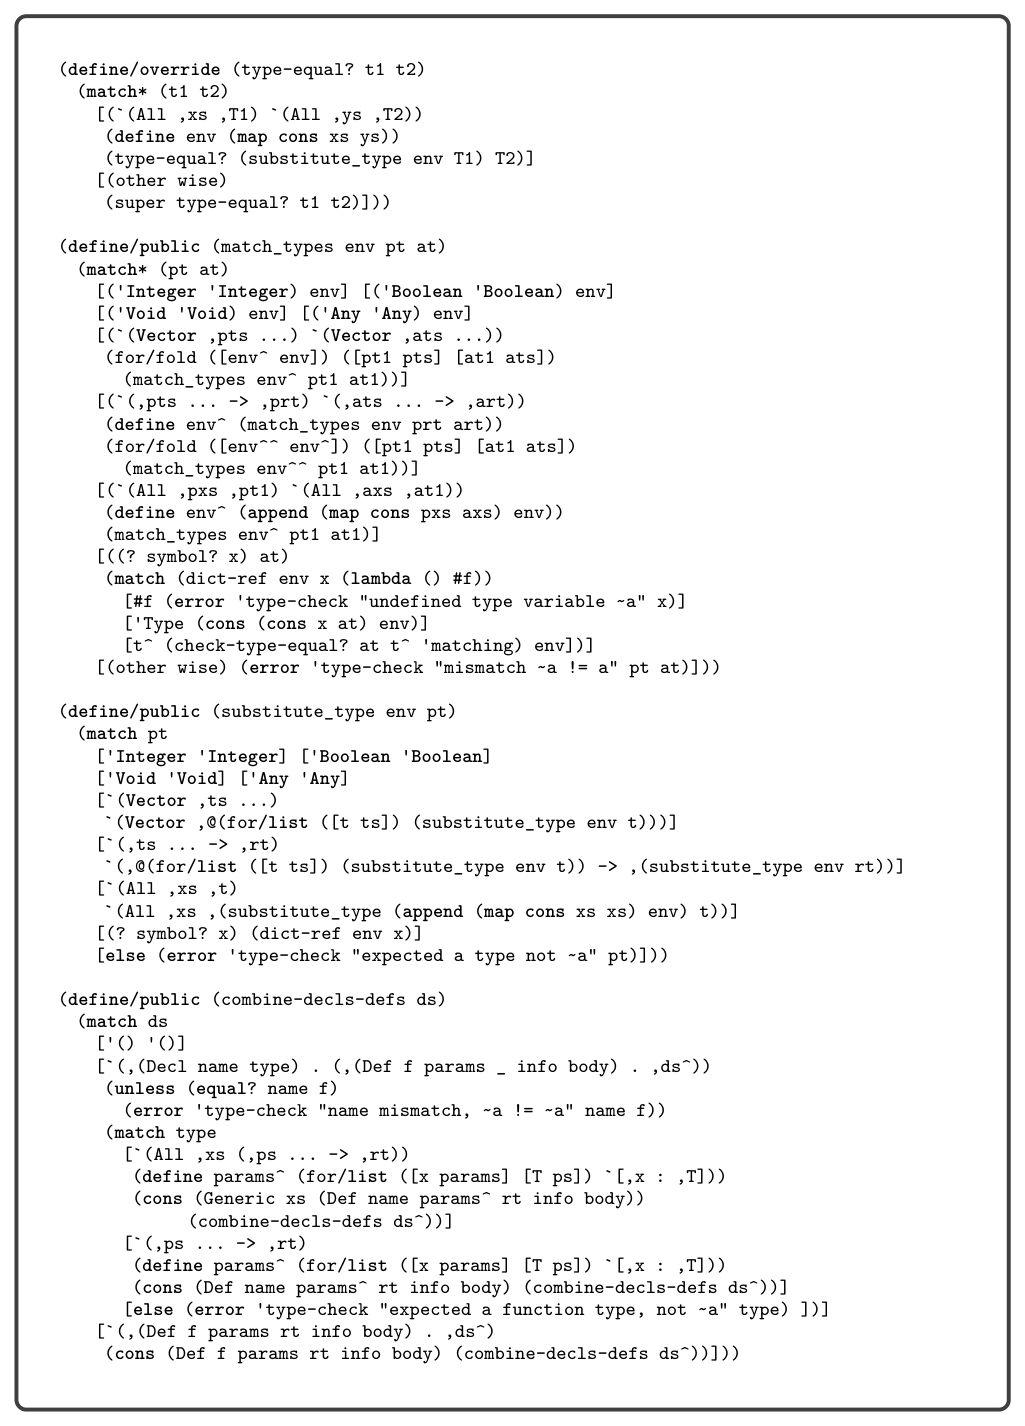 (define/override (type-equal? t1 t2)
  (match* (t1 t2)
    [(`(All ,xs ,T1) `(All ,ys ,T2))
     (define env (map cons xs ys))
     (type-equal? (substitute_type env T1) T2)]
    [(other wise)
     (super type-equal? t1 t2)]))

(define/public (match_types env pt at)
  (match* (pt at)
    [('Integer 'Integer) env] [('Boolean 'Boolean) env]
    [('Void 'Void) env] [('Any 'Any) env]
    [(`(Vector ,pts ...) `(Vector ,ats ...))
     (for/fold ([env^ env]) ([pt1 pts] [at1 ats])
       (match_types env^ pt1 at1))]
    [(`(,pts ... -> ,prt) `(,ats ... -> ,art))
     (define env^ (match_types env prt art))
     (for/fold ([env^^ env^]) ([pt1 pts] [at1 ats])
       (match_types env^^ pt1 at1))]
    [(`(All ,pxs ,pt1) `(All ,axs ,at1))
     (define env^ (append (map cons pxs axs) env))
     (match_types env^ pt1 at1)]
    [((? symbol? x) at)
     (match (dict-ref env x (lambda () #f))
       [#f (error 'type-check "undefined type variable ~a" x)]
       ['Type (cons (cons x at) env)]
       [t^ (check-type-equal? at t^ 'matching) env])]
    [(other wise) (error 'type-check "mismatch ~a != a" pt at)]))

(define/public (substitute_type env pt)
  (match pt
    ['Integer 'Integer] ['Boolean 'Boolean]
    ['Void 'Void] ['Any 'Any]
    [`(Vector ,ts ...)
     `(Vector ,@(for/list ([t ts]) (substitute_type env t)))]
    [`(,ts ... -> ,rt)
     `(,@(for/list ([t ts]) (substitute_type env t)) -> ,(substitute_type env rt))]
    [`(All ,xs ,t)
     `(All ,xs ,(substitute_type (append (map cons xs xs) env) t))]
    [(? symbol? x) (dict-ref env x)]
    [else (error 'type-check "expected a type not ~a" pt)]))

(define/public (combine-decls-defs ds)
  (match ds
    ['() '()]
    [`(,(Decl name type) . (,(Def f params _ info body) . ,ds^))
     (unless (equal? name f)
       (error 'type-check "name mismatch, ~a != ~a" name f))
     (match type
       [`(All ,xs (,ps ... -> ,rt))
        (define params^ (for/list ([x params] [T ps]) `[,x : ,T]))
        (cons (Generic xs (Def name params^ rt info body))
              (combine-decls-defs ds^))]
       [`(,ps ... -> ,rt)
        (define params^ (for/list ([x params] [T ps]) `[,x : ,T]))
        (cons (Def name params^ rt info body) (combine-decls-defs ds^))]
       [else (error 'type-check "expected a function type, not ~a" type) ])]
    [`(,(Def f params rt info body) . ,ds^)
     (cons (Def f params rt info body) (combine-decls-defs ds^))]))